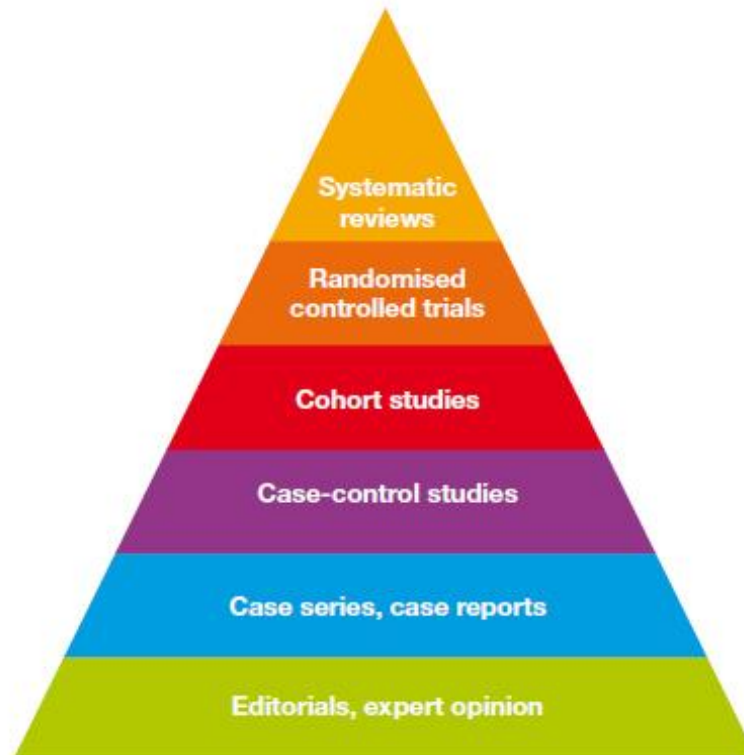 Systematic
reviews
Randomised
controlled trials
Cohort studies
Case-control studies
Case series, case reports
Editorials, expert opinion